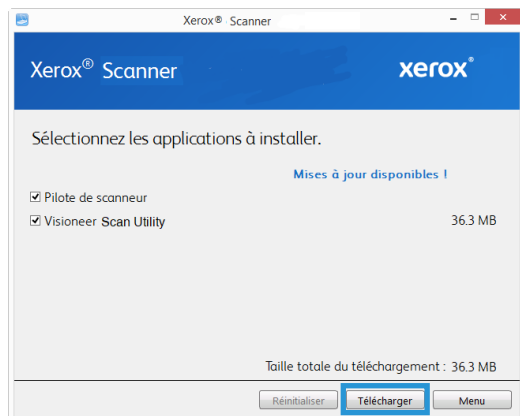 Xerox® Scanner
Xerox® Scanner
xerox®
Sélectionnez les applications à installer.
Mises à jour disponibles !
Pilote de scanneur
Visioneer Scan Utility 36.3 MB
Taille totale du téléchargement : 36.3 MB
Réinitialiser Télécharger Menu